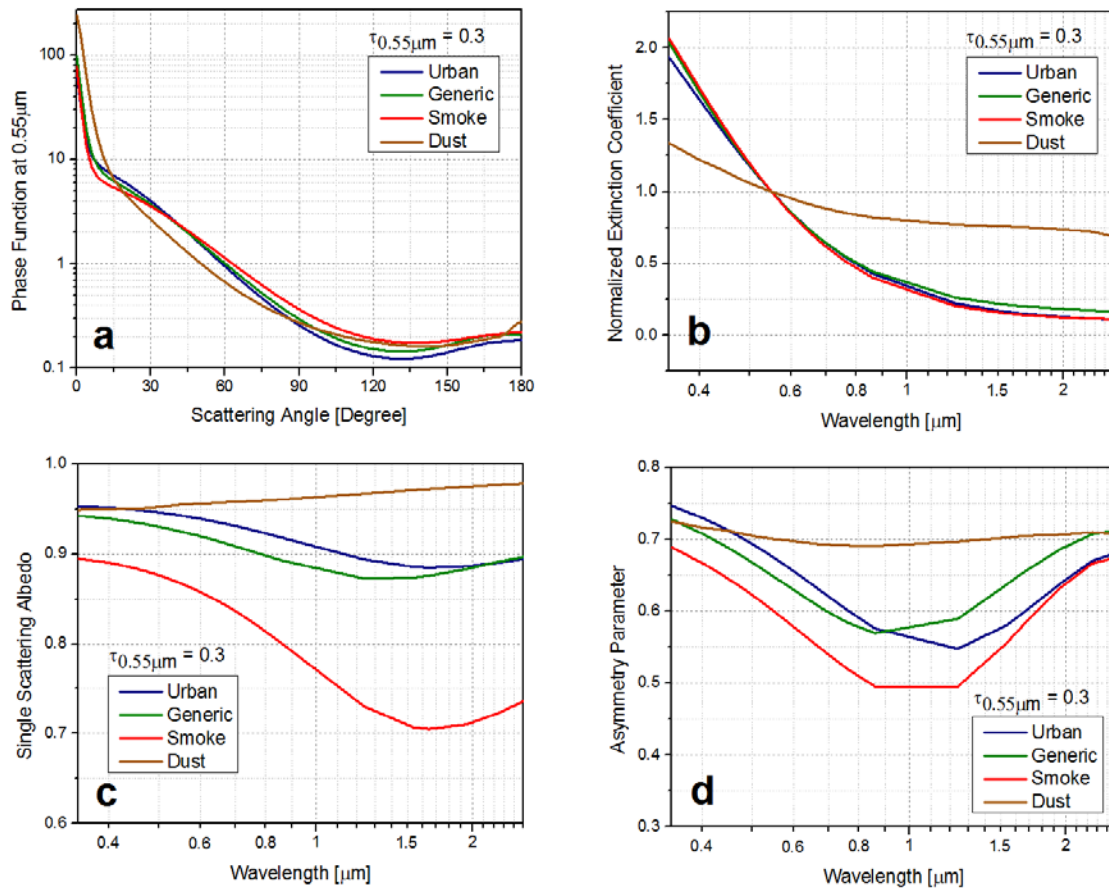 τ0.55μm = 0.3
Urban
Generic
Smoke
Dust
100
10
1
0.1
Phase Function at 0.55μm
a
0 30 60 90 120 150 180
Scattering Angle [Degree]
τ0.55μm = 0.3
Urban
Generic
Smoke
Dust
2.0
1.5
1.0
0.5
0.0
Normalized Extinction Coefficient
b
0.4 0.6 0.8 1 2
Wavelength [μm]
1.0
0.9
0.8
0.7
0.6
Single Scattering Albedo
τ0.55μm = 0.3
Urban
Generic
Smoke
Dust
c
0.4 0.6 0.8 1 1.5 2
Wavelength [μm]
0.8
0.7
0.6
0.5
0.4
0.3
Asymmetry Parameter
τ0.55μm = 0.3
Urban
Generic
Smoke
Dust
d
0.4 0.6 0.8 1 1.5 2
Wavelength [μm]